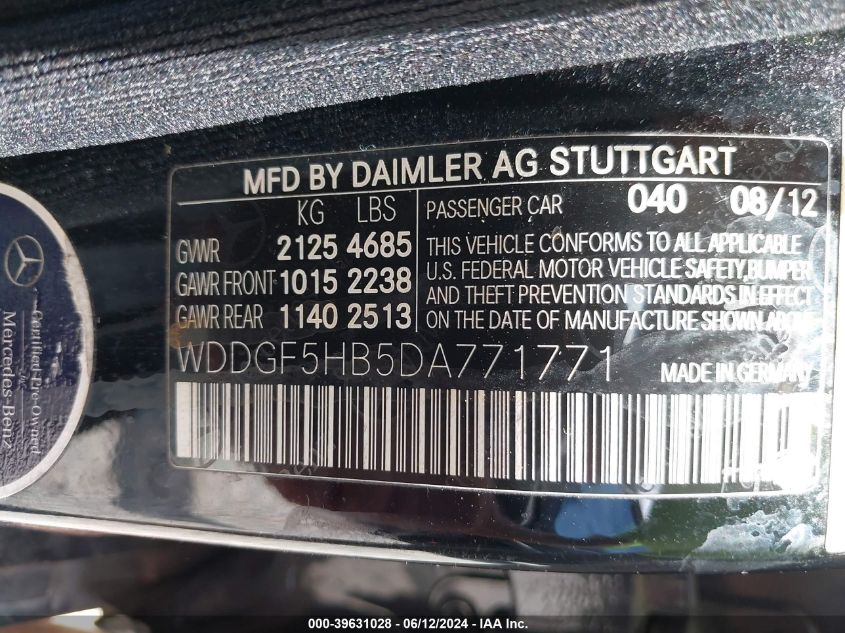 MFD BY DAIMLER AG STUTTGART
KG LBS
GVWR 2125 4685
GAWR FRONT 1015 2238
GAWR REAR 1140 2513
PASSENGER CAR 040 08/12
THIS VEHICLE CONFORMS TO ALL APPLICABLE
U.S. FEDERAL MOTOR VEHICLE SAFETY, BUMPER
AND THEFT PREVENTION STANDARDS IN EFFECT
ON THE DATE OF MANUFACTURE SHOWN.
WDDGF5HB5DA771771
MADE IN GERMANY
Certified Pre-Owned
Mercedes-Benz
000-39631028 - 06/12/2024 - IAA Inc.